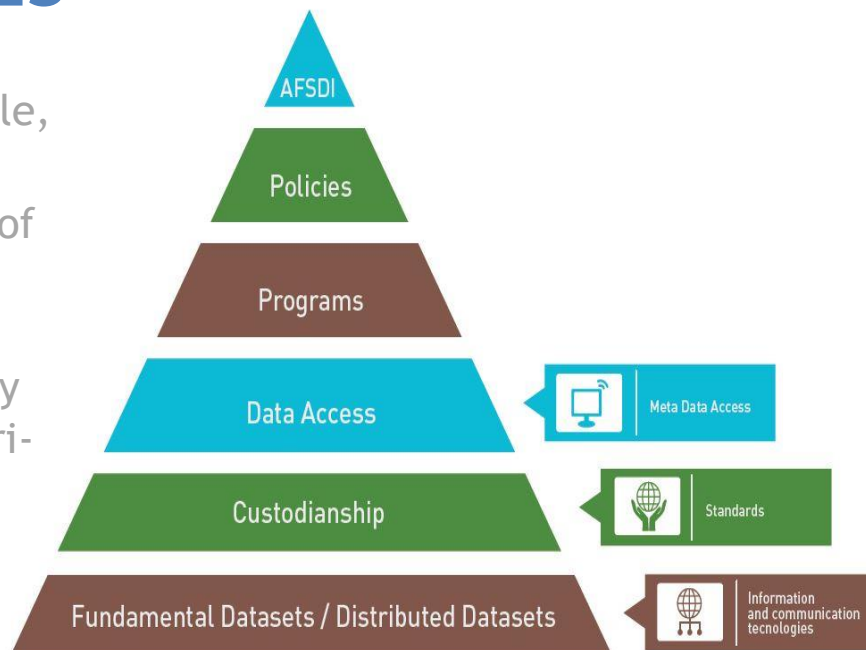 ES
le,
of
y
ri-
AFSDI
Policies
Programs
Data Access
Meta Data Access
Custodianship
Standards
Fundamental Datasets / Distributed Datasets
Information
and communication
tecnologies